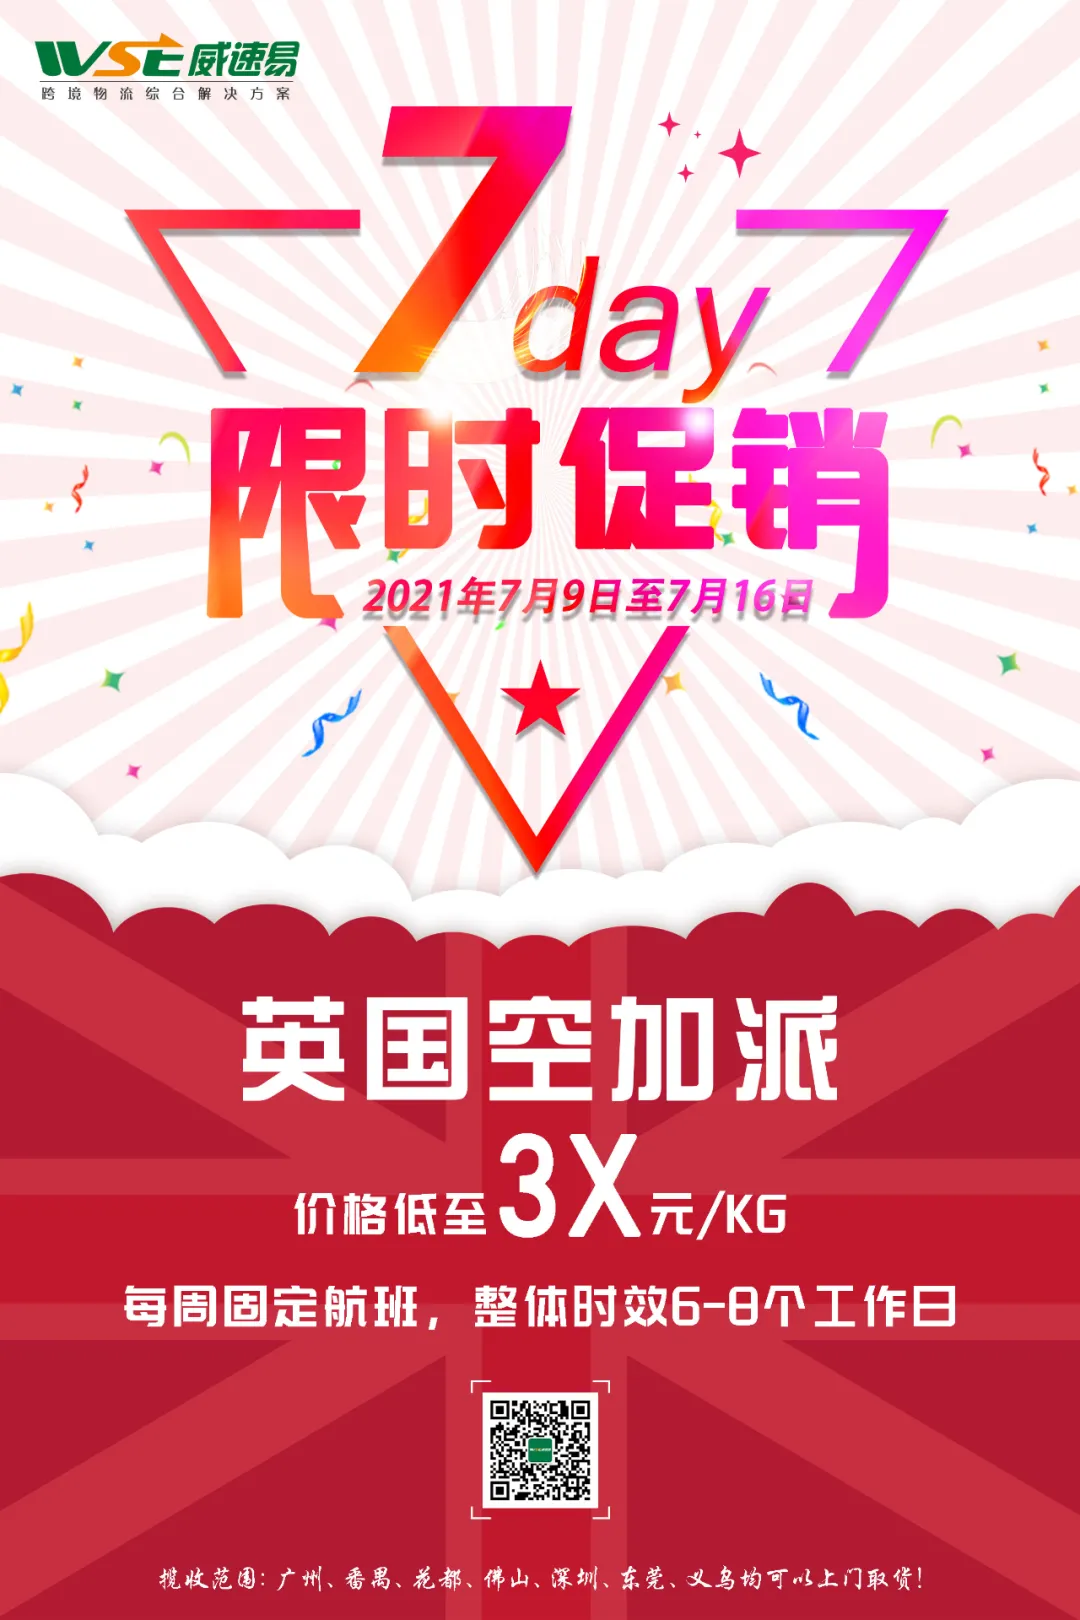 WSE威速易
跨境物流综合解决方案
7day
限时促销
2021年7月9日至7月16日
英国空加派
价格低至3X元/KG
每周固定航班，整体时效6-8个工作日
揽收范围：广州、番禺、花都、佛山、深圳、东莞、义乌均可以上门取货！